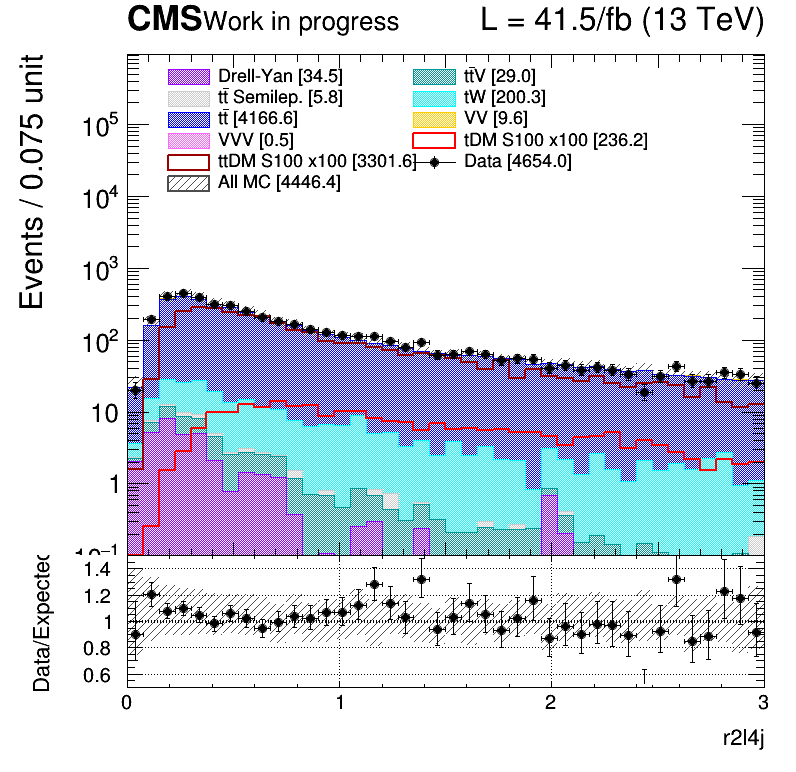 CMS Work in progress L = 41.5/fb (13 TeV)
Events / 0.075 unit
Drell-Yan [34.5] tt̄V [29.0]
tt̄ Semilep. [5.8] tW [200.3]
tt̄ [4166.6] VV [9.6]
VVV [0.5] tDM S100 x100 [236.2]
ttDM S100 x100 [3301.6] Data [4654.0]
All MC [4446.4]
10⁵
10⁴
10³
10²
10
1
10⁻¹
Data/Expected
1.4
1.2
1
0.8
0.6
0 1 2 3
r2l4j